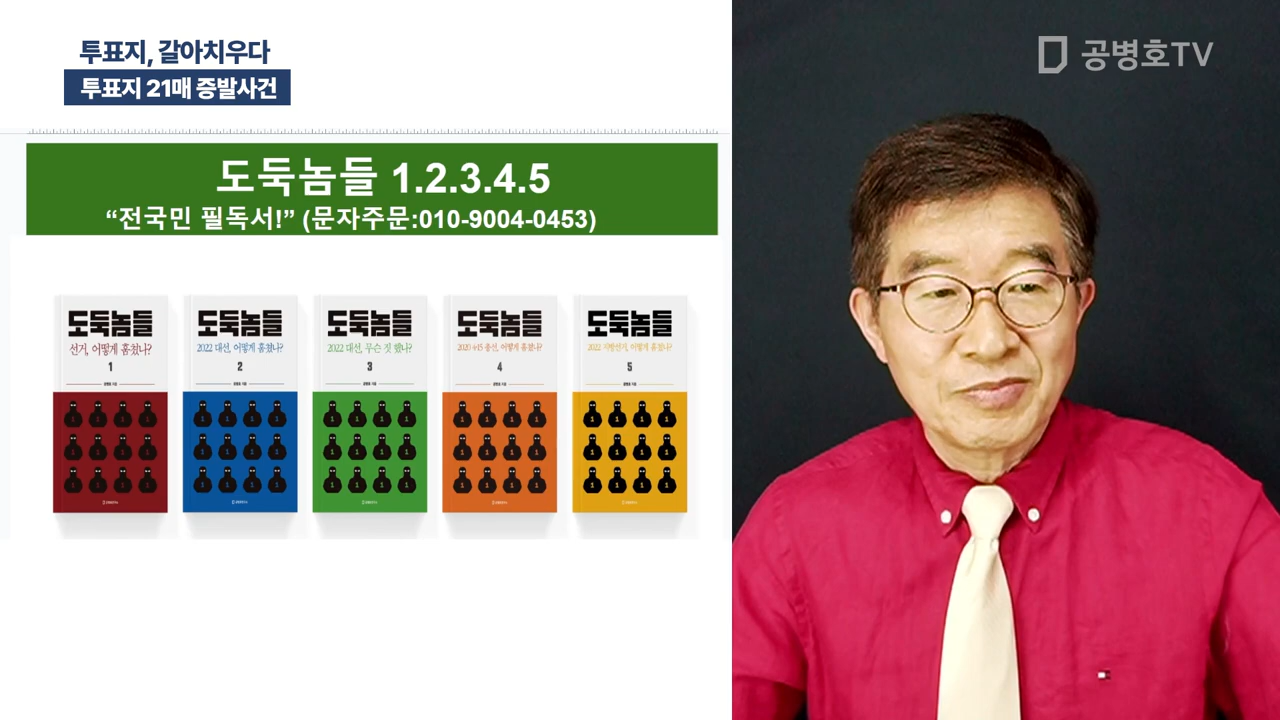 투표지, 갈아치우다
투표지 21매 증발사건
공병호TV
도둑놈들 1.2.3.4.5
“전국민 필독서!” (문자주문:010-9004-0453)
도둑놈들
선거, 어떻게 훔쳤나?
1
도둑놈들
2022 대선, 어떻게 훔쳤나?
2
도둑놈들
2022 대선, 무슨 짓 했나?
3
도둑놈들
2020 4·15 총선, 어떻게 훔쳤나?
4
도둑놈들
2022 지방선거, 어떻게 훔쳤나?
5